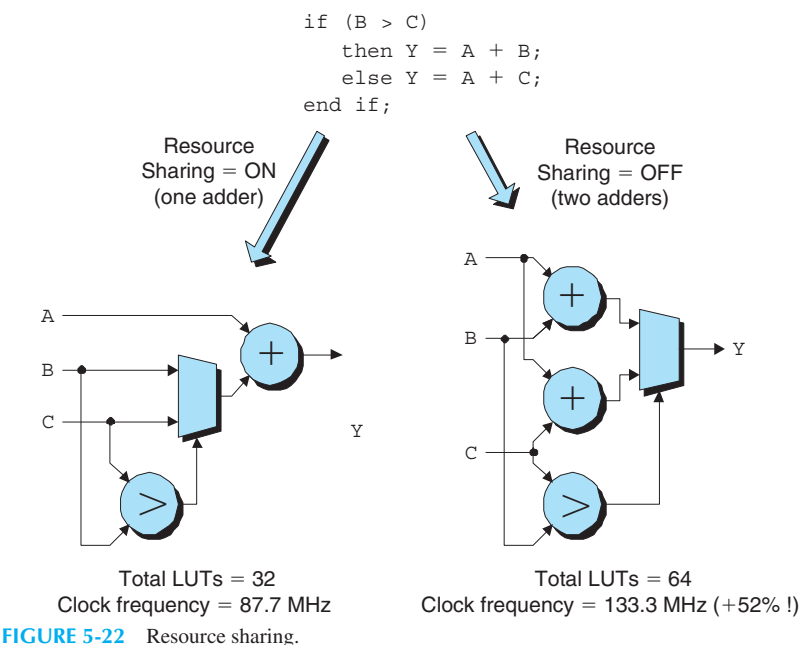 if (B > C)
then Y = A + B;
else Y = A + C;
end if;
Resource
Sharing = ON
(one adder)
Resource
Sharing = OFF
(two adders)
A
B
C
+
>
Y
Total LUTs = 32
Clock frequency = 87.7 MHz
A
B
C
+
+
>
Y
Total LUTs = 64
Clock frequency = 133.3 MHz (+52% !)
FIGURE 5-22 Resource sharing.